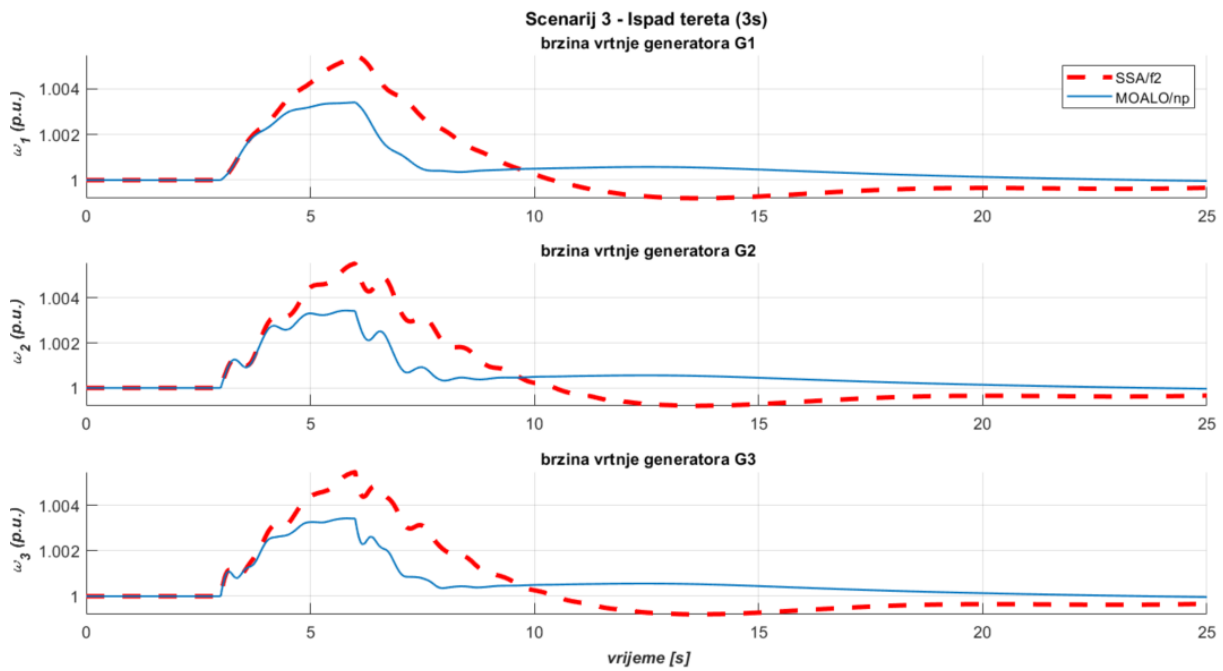 Scenarij 3 - Ispad tereta (3s)
brzina vrtnje generatora G1
SSA/f2
MOALO/np
1.004
1.002
1
ω1 (p.u.)
0 5 10 15 20 25
brzina vrtnje generatora G2
1.004
1.002
1
ω2 (p.u.)
0 5 10 15 20 25
brzina vrtnje generatora G3
1.004
1.002
1
ω3 (p.u.)
0 5 10 15 20 25
vrijeme [s]